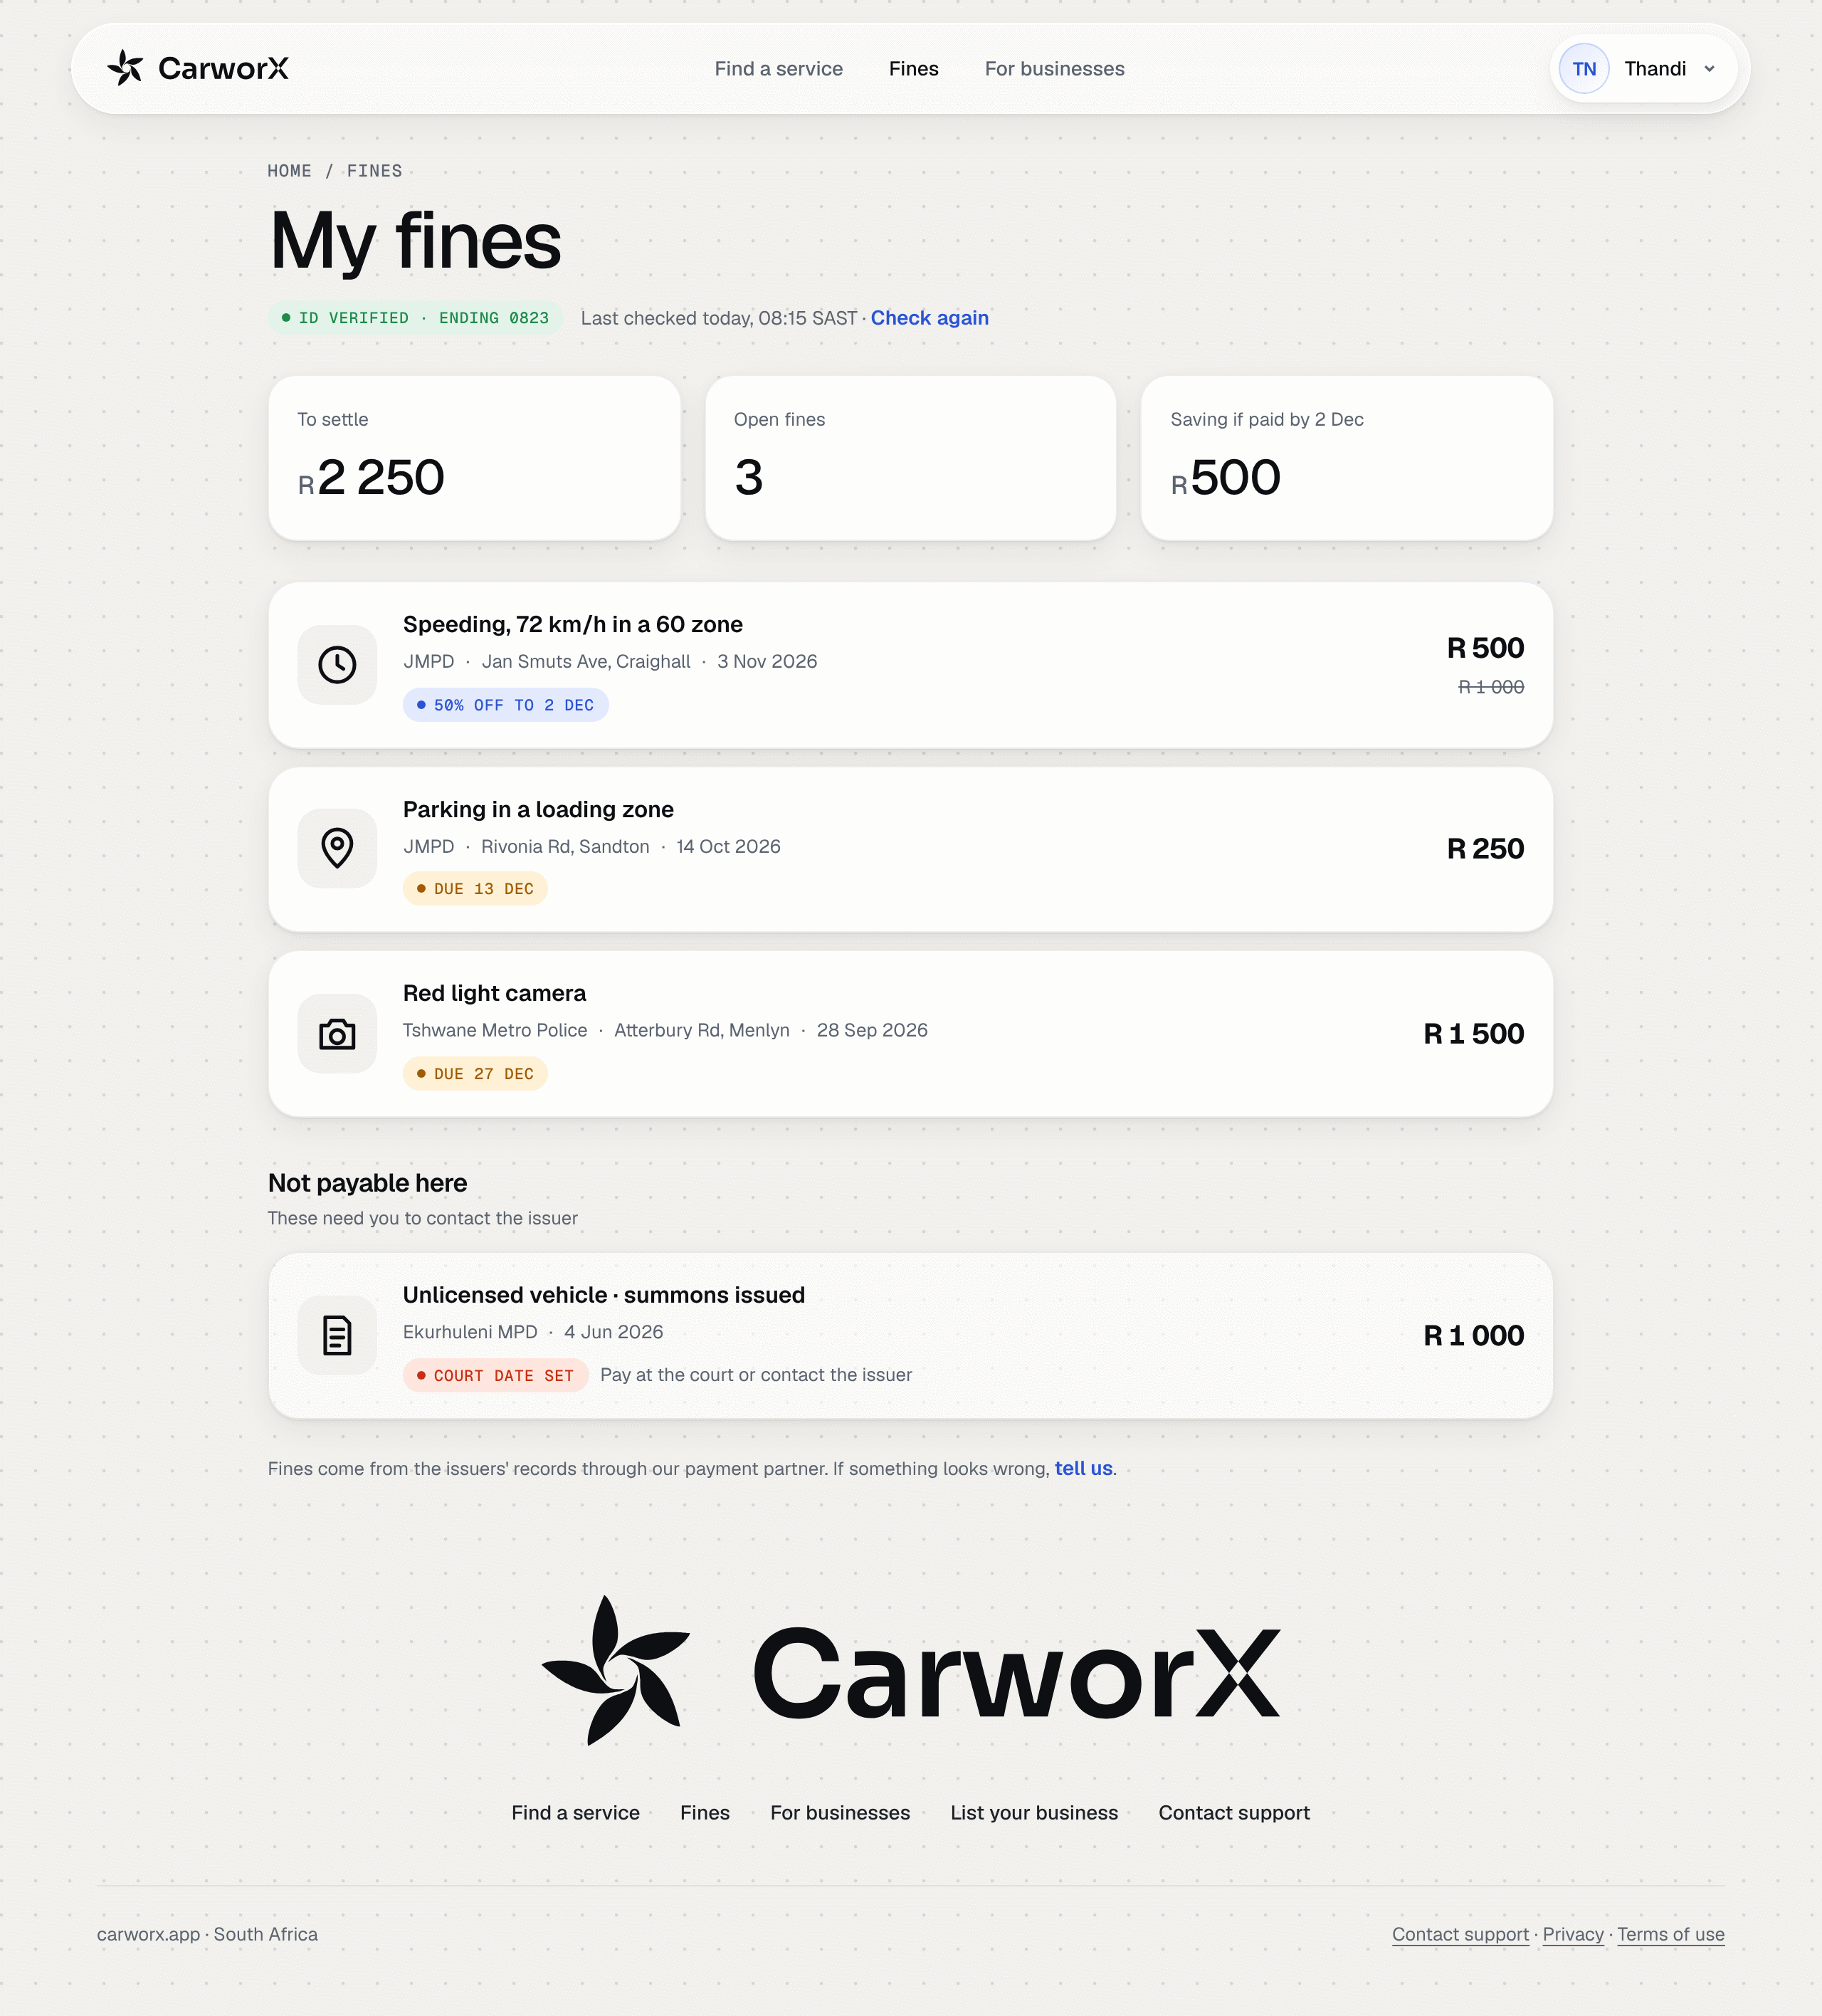 CarworX
Find a service
Fines
For businesses
TN
Thandi
HOME / FINES
My fines
ID VERIFIED · ENDING 0823
Last checked today, 08:15 SAST · Check again
To settle
R2 250
Open fines
3
Saving if paid by 2 Dec
R500
Speeding, 72 km/h in a 60 zone
JMPD · Jan Smuts Ave, Craighall · 3 Nov 2026
50% OFF TO 2 DEC
R 500
R 1 000
Parking in a loading zone
JMPD · Rivonia Rd, Sandton · 14 Oct 2026
DUE 13 DEC
R 250
Red light camera
Tshwane Metro Police · Atterbury Rd, Menlyn · 28 Sep 2026
DUE 27 DEC
R 1 500
Not payable here
These need you to contact the issuer
Unlicensed vehicle · summons issued
Ekurhuleni MPD · 4 Jun 2026
COURT DATE SET
Pay at the court or contact the issuer
R 1 000
Fines come from the issuers' records through our payment partner. If something looks wrong, tell us.
CarworX
Find a service
Fines
For businesses
List your business
Contact support
carworx.app · South Africa
Contact support · Privacy · Terms of use